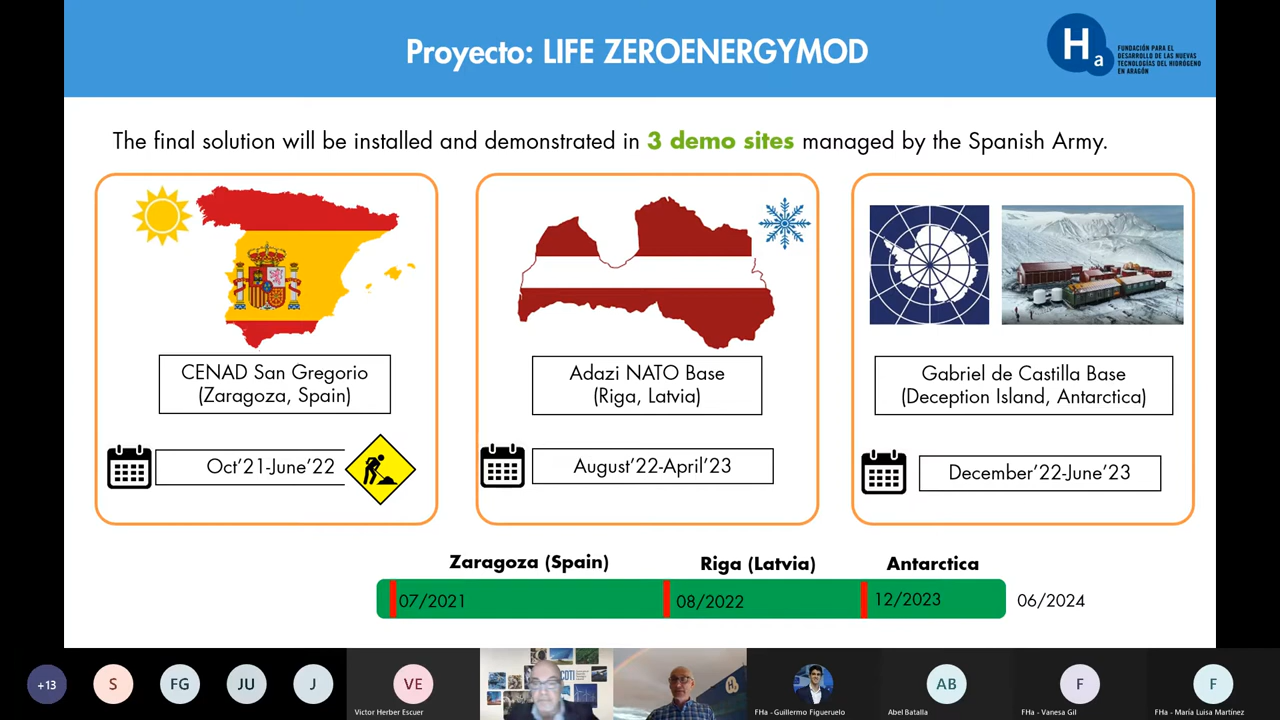 Proyecto: LIFE ZEROENERGYMOD
Ha
FUNDACIÓN PARA EL
DESARROLLO DE LAS NUEVAS
TECNOLOGÍAS DEL HIDRÓGENO
EN ARAGÓN
The final solution will be installed and demonstrated in 3 demo sites managed by the Spanish Army.
CENAD San Gregorio
(Zaragoza, Spain)
Oct'21-June'22
Adazi NATO Base
(Riga, Latvia)
August'22-April'23
Gabriel de Castilla Base
(Deception Island, Antarctica)
December'22-June'23
Zaragoza (Spain)
Riga (Latvia)
Antarctica
07/2021
08/2022
12/2023
06/2024
+13
S
FG
JU
J
VE
Victor Herber Escuer
COTI
FHa - Guillermo Figueruelo
AB
Abel Batalla
F
FHa - Vanesa Gil
F
FHa - María Luisa Martínez